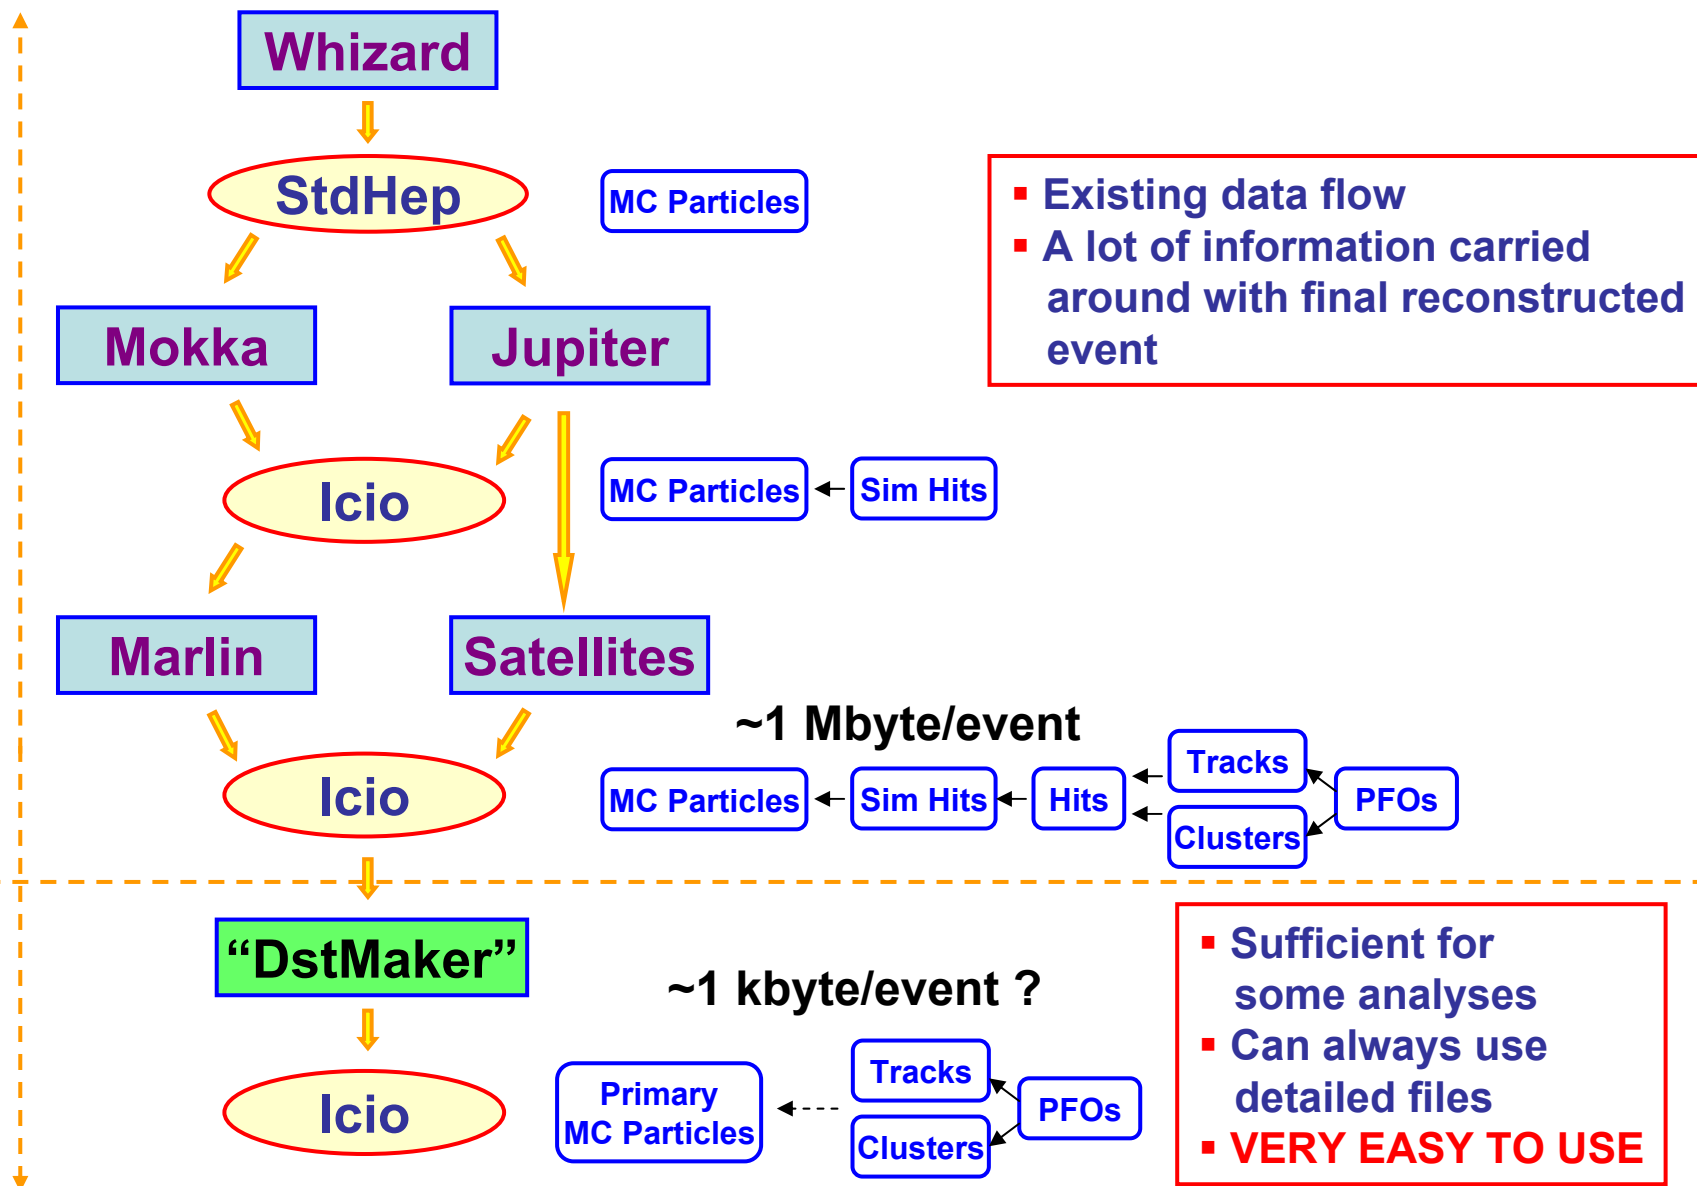 Whizard
StdHep
MC Particles
▪ Existing data flow
▪ A lot of information carried
around with final reconstructed
event
Mokka
Jupiter
lcio
MC Particles
Sim Hits
Marlin
Satellites
~1 Mbyte/event
lcio
MC Particles
Sim Hits
Hits
Tracks
Clusters
PFOs
“DstMaker”
~1 kbyte/event ?
lcio
Primary
MC Particles
Tracks
Clusters
PFOs
▪ Sufficient for
some analyses
▪ Can always use
detailed files
▪ VERY EASY TO USE